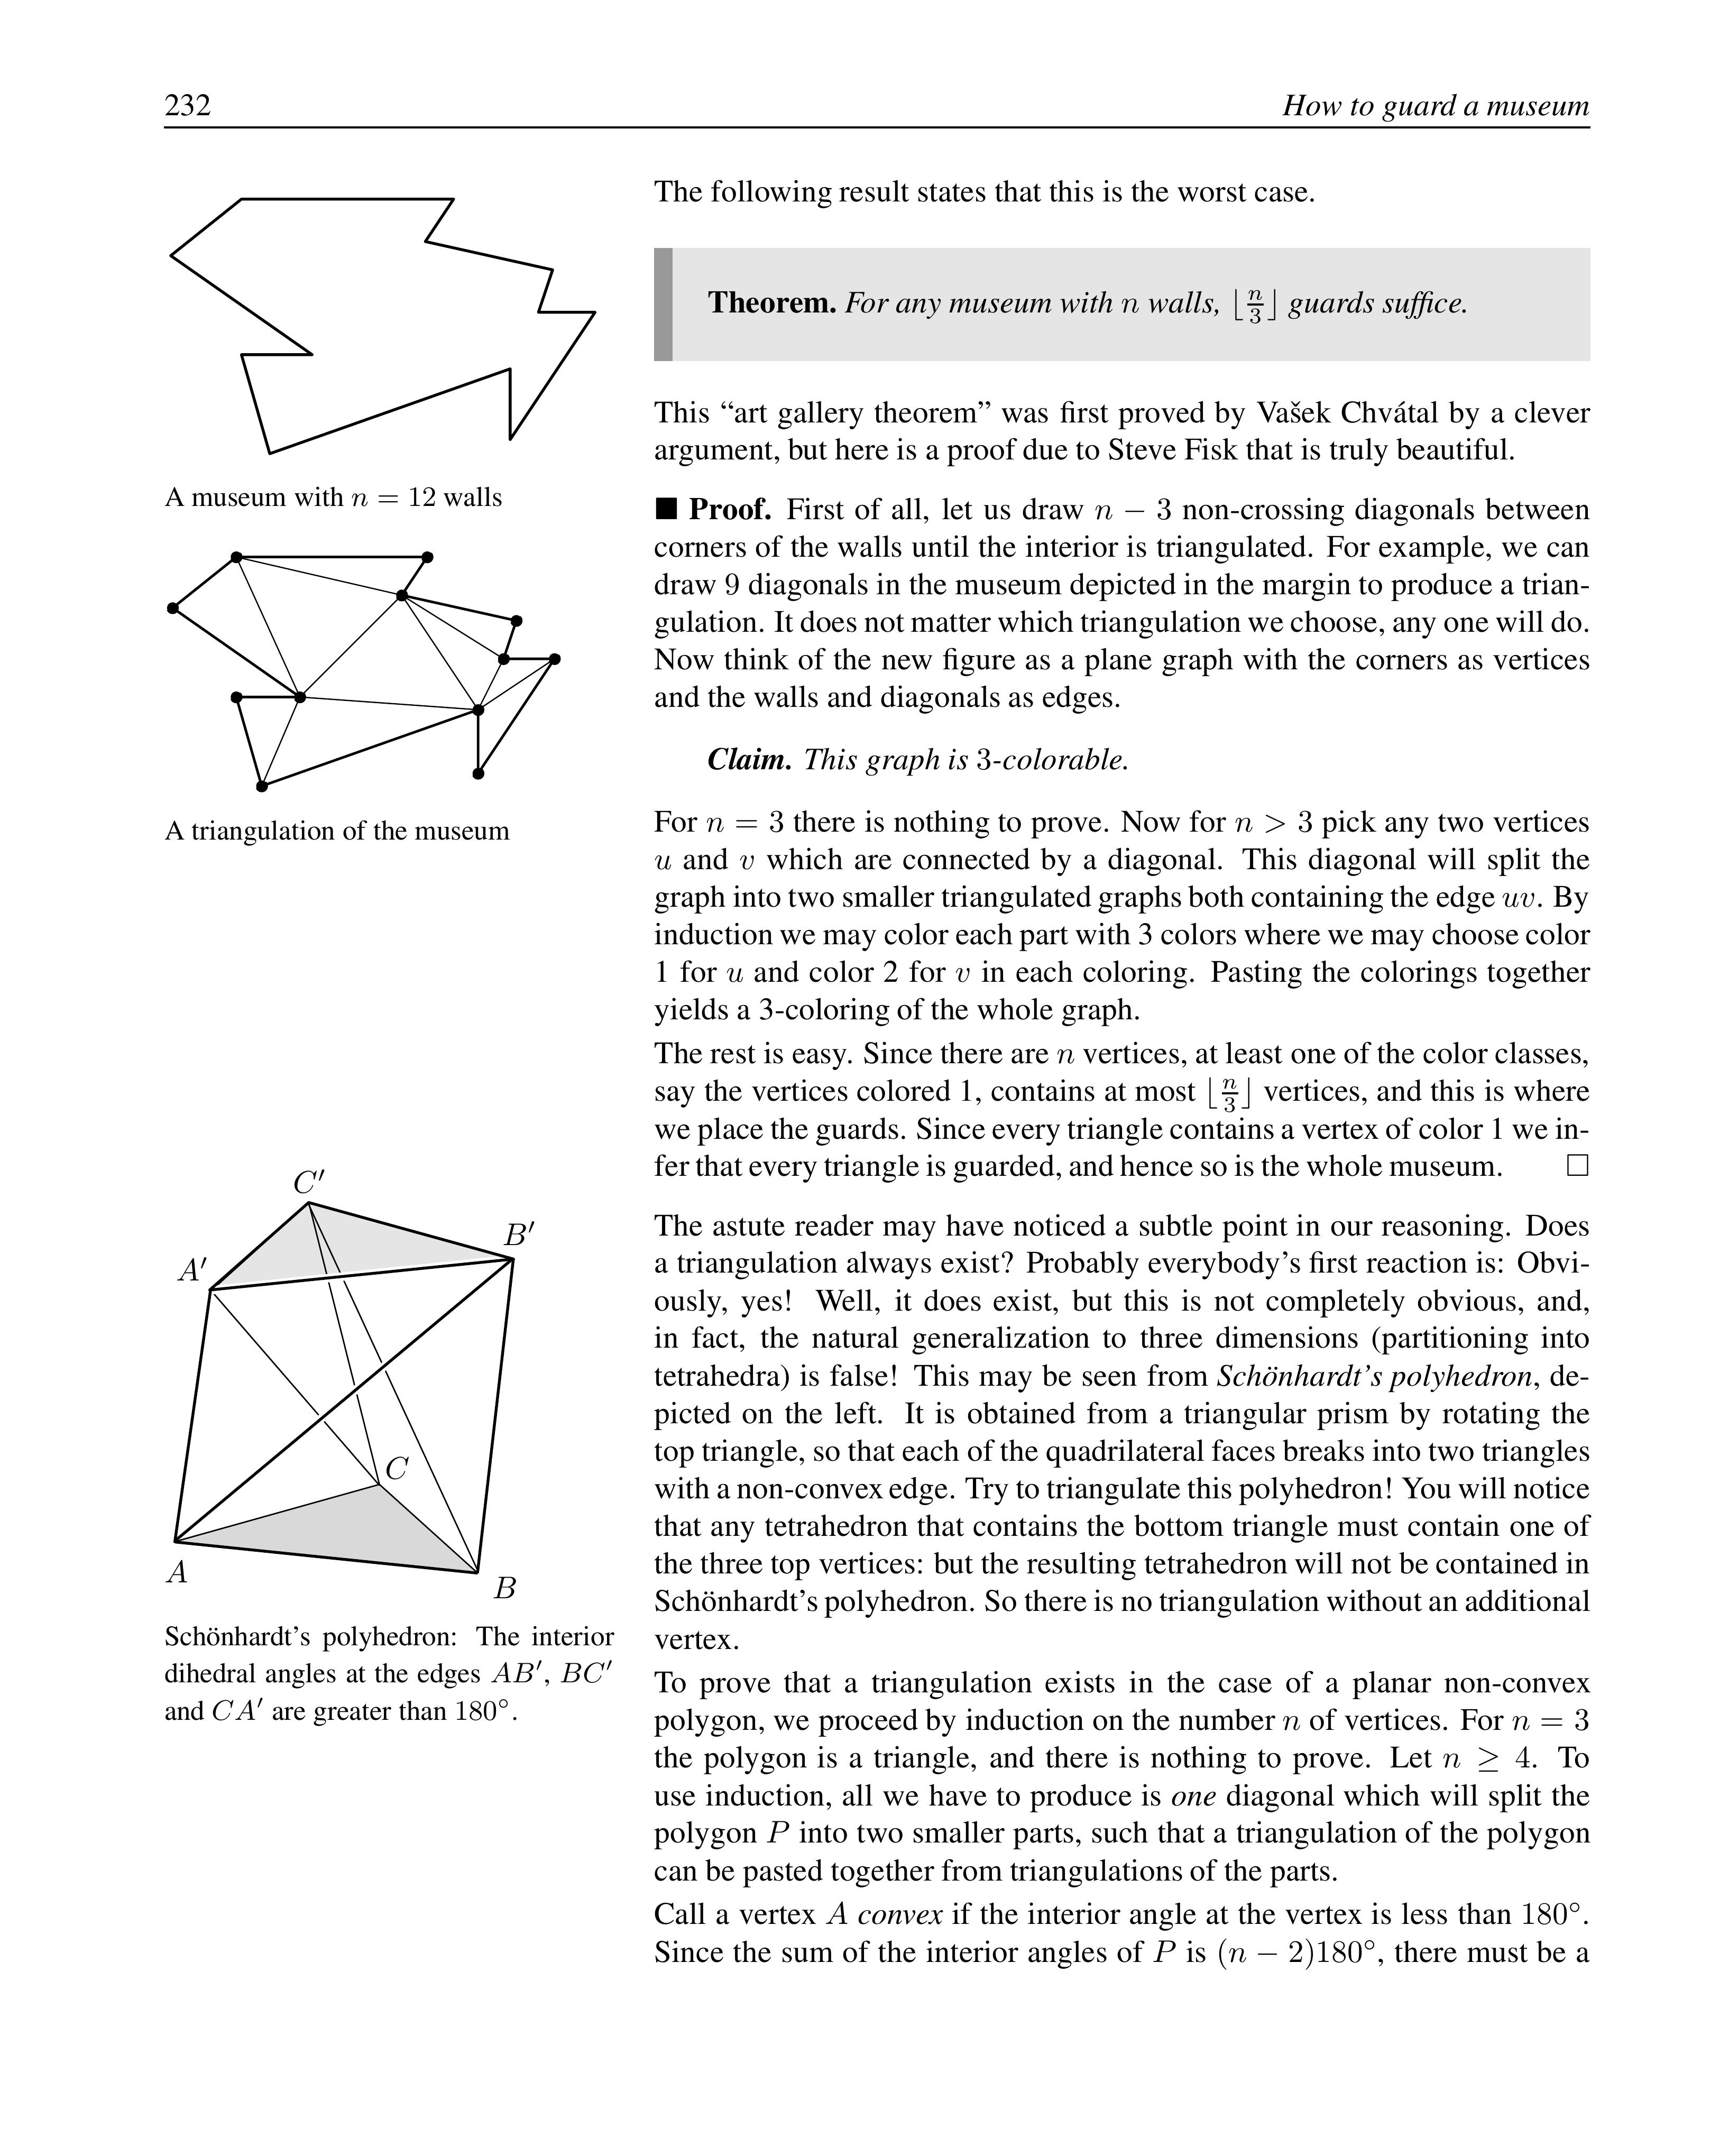 232
How to guard a museum
A museum with n = 12 walls
A triangulation of the museum
C′
B′
A′
C
A
B
Schönhardt's polyhedron: The interior
dihedral angles at the edges AB′, BC′
and CA′ are greater than 180°.
The following result states that this is the worst case.
Theorem. For any museum with n walls, ⌊n/3⌋ guards suffice.
This “art gallery theorem” was first proved by Vašek Chvátal by a clever
argument, but here is a proof due to Steve Fisk that is truly beautiful.
■ Proof. First of all, let us draw n − 3 non-crossing diagonals between
corners of the walls until the interior is triangulated. For example, we can
draw 9 diagonals in the museum depicted in the margin to produce a trian-
gulation. It does not matter which triangulation we choose, any one will do.
Now think of the new figure as a plane graph with the corners as vertices
and the walls and diagonals as edges.
Claim. This graph is 3-colorable.
For n = 3 there is nothing to prove. Now for n > 3 pick any two vertices
u and v which are connected by a diagonal. This diagonal will split the
graph into two smaller triangulated graphs both containing the edge uv. By
induction we may color each part with 3 colors where we may choose color
1 for u and color 2 for v in each coloring. Pasting the colorings together
yields a 3-coloring of the whole graph.
The rest is easy. Since there are n vertices, at least one of the color classes,
say the vertices colored 1, contains at most ⌊n/3⌋ vertices, and this is where
we place the guards. Since every triangle contains a vertex of color 1 we in-
fer that every triangle is guarded, and hence so is the whole museum. □
The astute reader may have noticed a subtle point in our reasoning. Does
a triangulation always exist? Probably everybody's first reaction is: Obvi-
ously, yes! Well, it does exist, but this is not completely obvious, and,
in fact, the natural generalization to three dimensions (partitioning into
tetrahedra) is false! This may be seen from Schönhardt's polyhedron, de-
picted on the left. It is obtained from a triangular prism by rotating the
top triangle, so that each of the quadrilateral faces breaks into two triangles
with a non-convex edge. Try to triangulate this polyhedron! You will notice
that any tetrahedron that contains the bottom triangle must contain one of
the three top vertices: but the resulting tetrahedron will not be contained in
Schönhardt's polyhedron. So there is no triangulation without an additional
vertex.
To prove that a triangulation exists in the case of a planar non-convex
polygon, we proceed by induction on the number n of vertices. For n = 3
the polygon is a triangle, and there is nothing to prove. Let n ≥ 4. To
use induction, all we have to produce is one diagonal which will split the
polygon P into two smaller parts, such that a triangulation of the polygon
can be pasted together from triangulations of the parts.
Call a vertex A convex if the interior angle at the vertex is less than 180°.
Since the sum of the interior angles of P is (n − 2)180°, there must be a